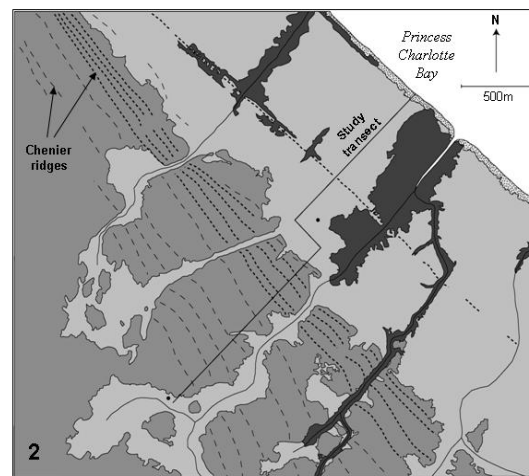 Princess
Charlotte
Bay
N
500m
Study
transect
Chenier
ridges
2